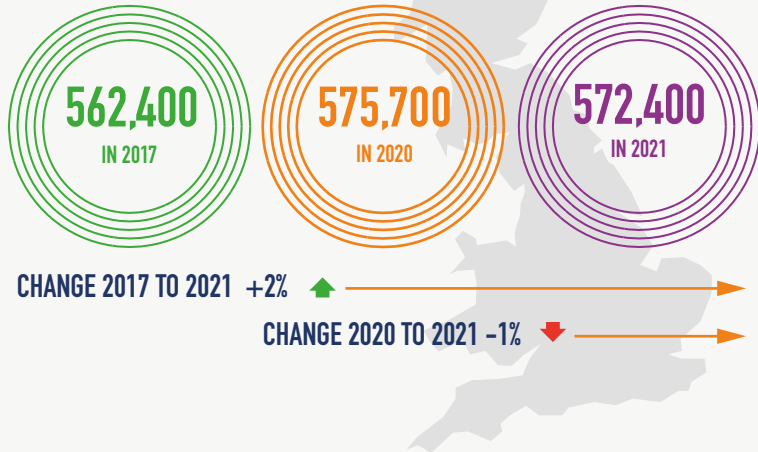 562,400
IN 2017
575,700
IN 2020
572,400
IN 2021
CHANGE 2017 TO 2021 +2%
CHANGE 2020 TO 2021 -1%